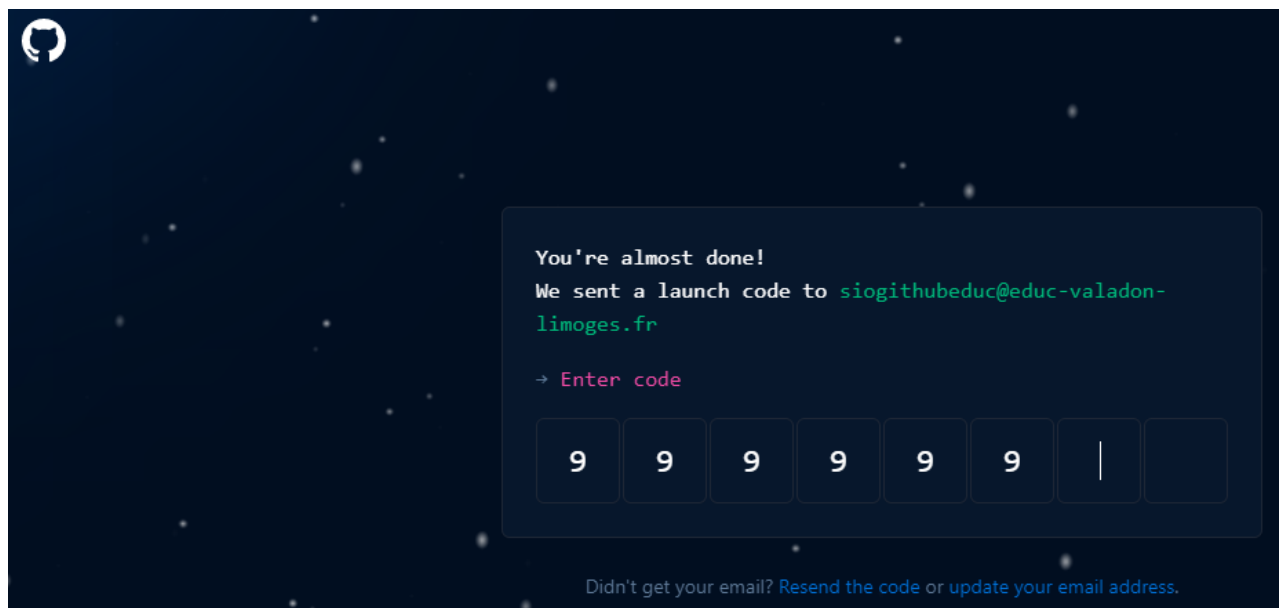 You're almost done!
We sent a launch code to siogithubeduc@educ-valadon-
limoges.fr
→ Enter code
9 9 9 9 9 9
Didn't get your email? Resend the code or update your email address.